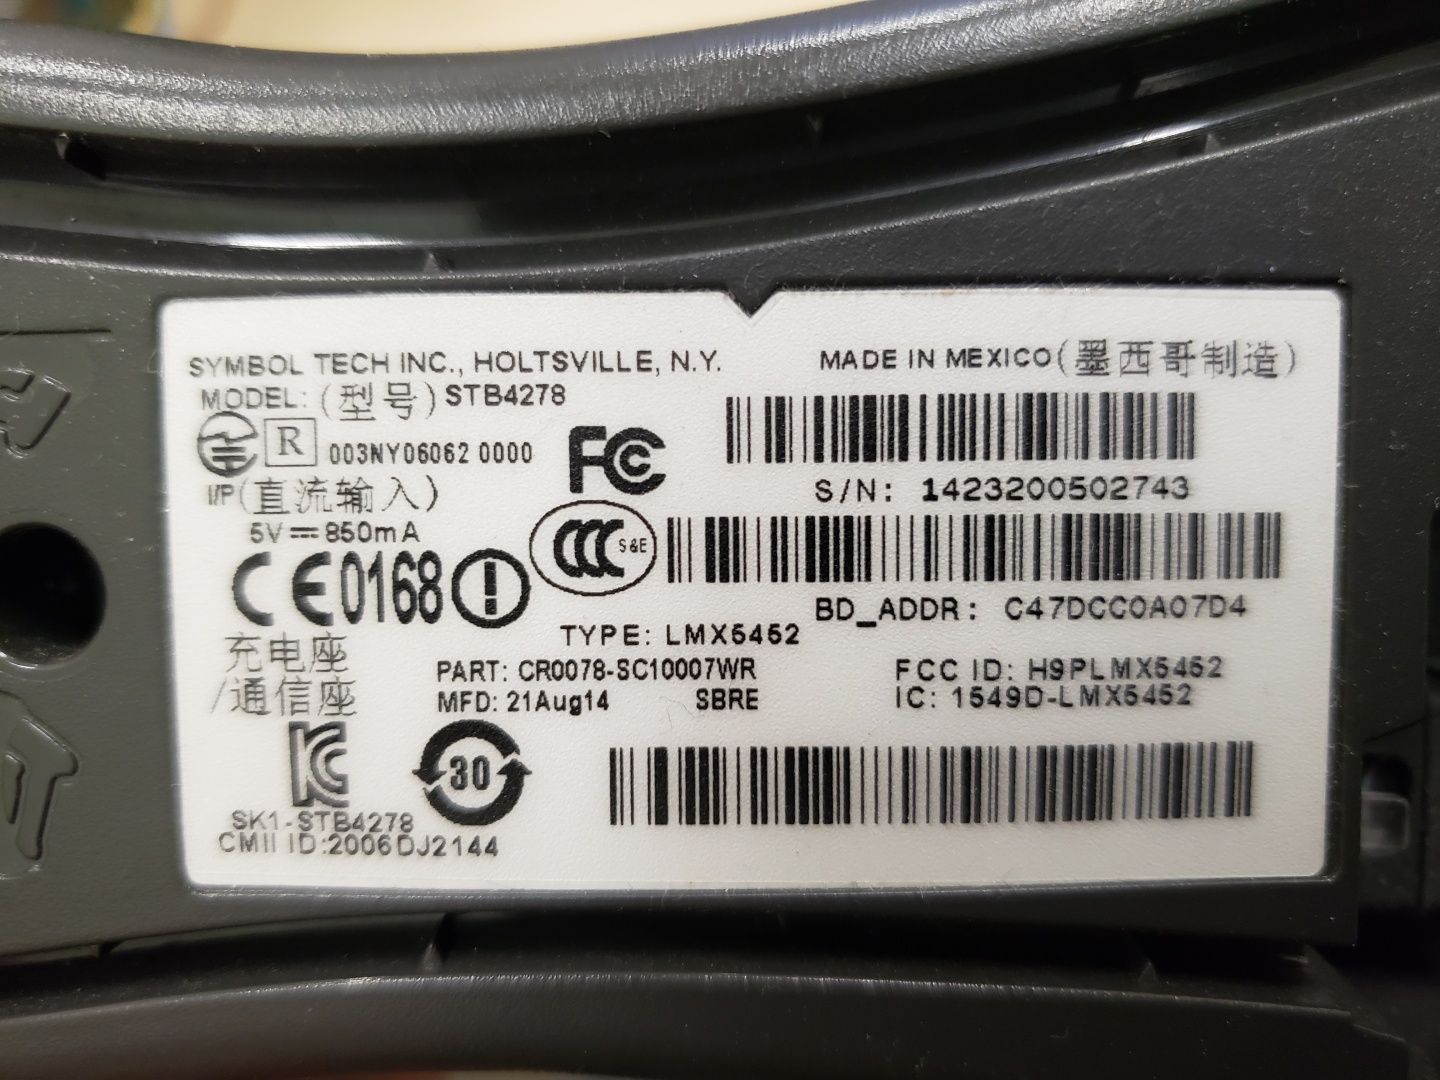 SYMBOL TECH INC., HOLTSVILLE, N.Y.
MADE IN MEXICO(墨西哥制造)
MODEL: (型号) STB4278
R 003NY06062 0000
FC
I/P(直流输入)
S/N: 1423200502743
5V ⎓ 850mA
CCC S&E
CE0168
BD_ADDR: C47DCC0A07D4
充电座
/通信座
TYPE: LMX5452
PART: CR0078-SC10007WR
FCC ID: H9PLMX5452
MFD: 21Aug14 SBRE
IC: 1549D-LMX5452
KC
30
SK1-STB4278
CMII ID:2006DJ2144